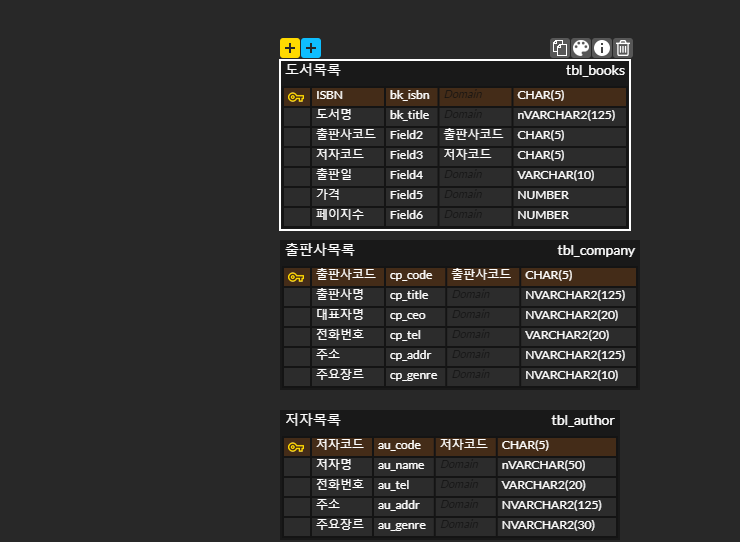 도서목록 tbl_books
ISBN bk_isbn Domain CHAR(5)
도서명 bk_title Domain nVARCHAR2(125)
출판사코드 Field2 출판사코드 CHAR(5)
저자코드 Field3 저자코드 CHAR(5)
출판일 Field4 Domain VARCHAR(10)
가격 Field5 Domain NUMBER
페이지수 Field6 Domain NUMBER
출판사목록 tbl_company
출판사코드 cp_code 출판사코드 CHAR(5)
출판사명 cp_title Domain NVARCHAR2(125)
대표자명 cp_ceo Domain NVARCHAR2(20)
전화번호 cp_tel Domain VARCHAR2(20)
주소 cp_addr Domain NVARCHAR2(125)
주요장르 cp_genre Domain NVARCHAR2(10)
저자목록 tbl_author
저자코드 au_code 저자코드 CHAR(5)
저자명 au_name Domain nVARCHAR(50)
전화번호 au_tel Domain VARCHAR2(20)
주소 au_addr Domain NVARCHAR2(125)
주요장르 au_genre Domain NVARCHAR2(30)